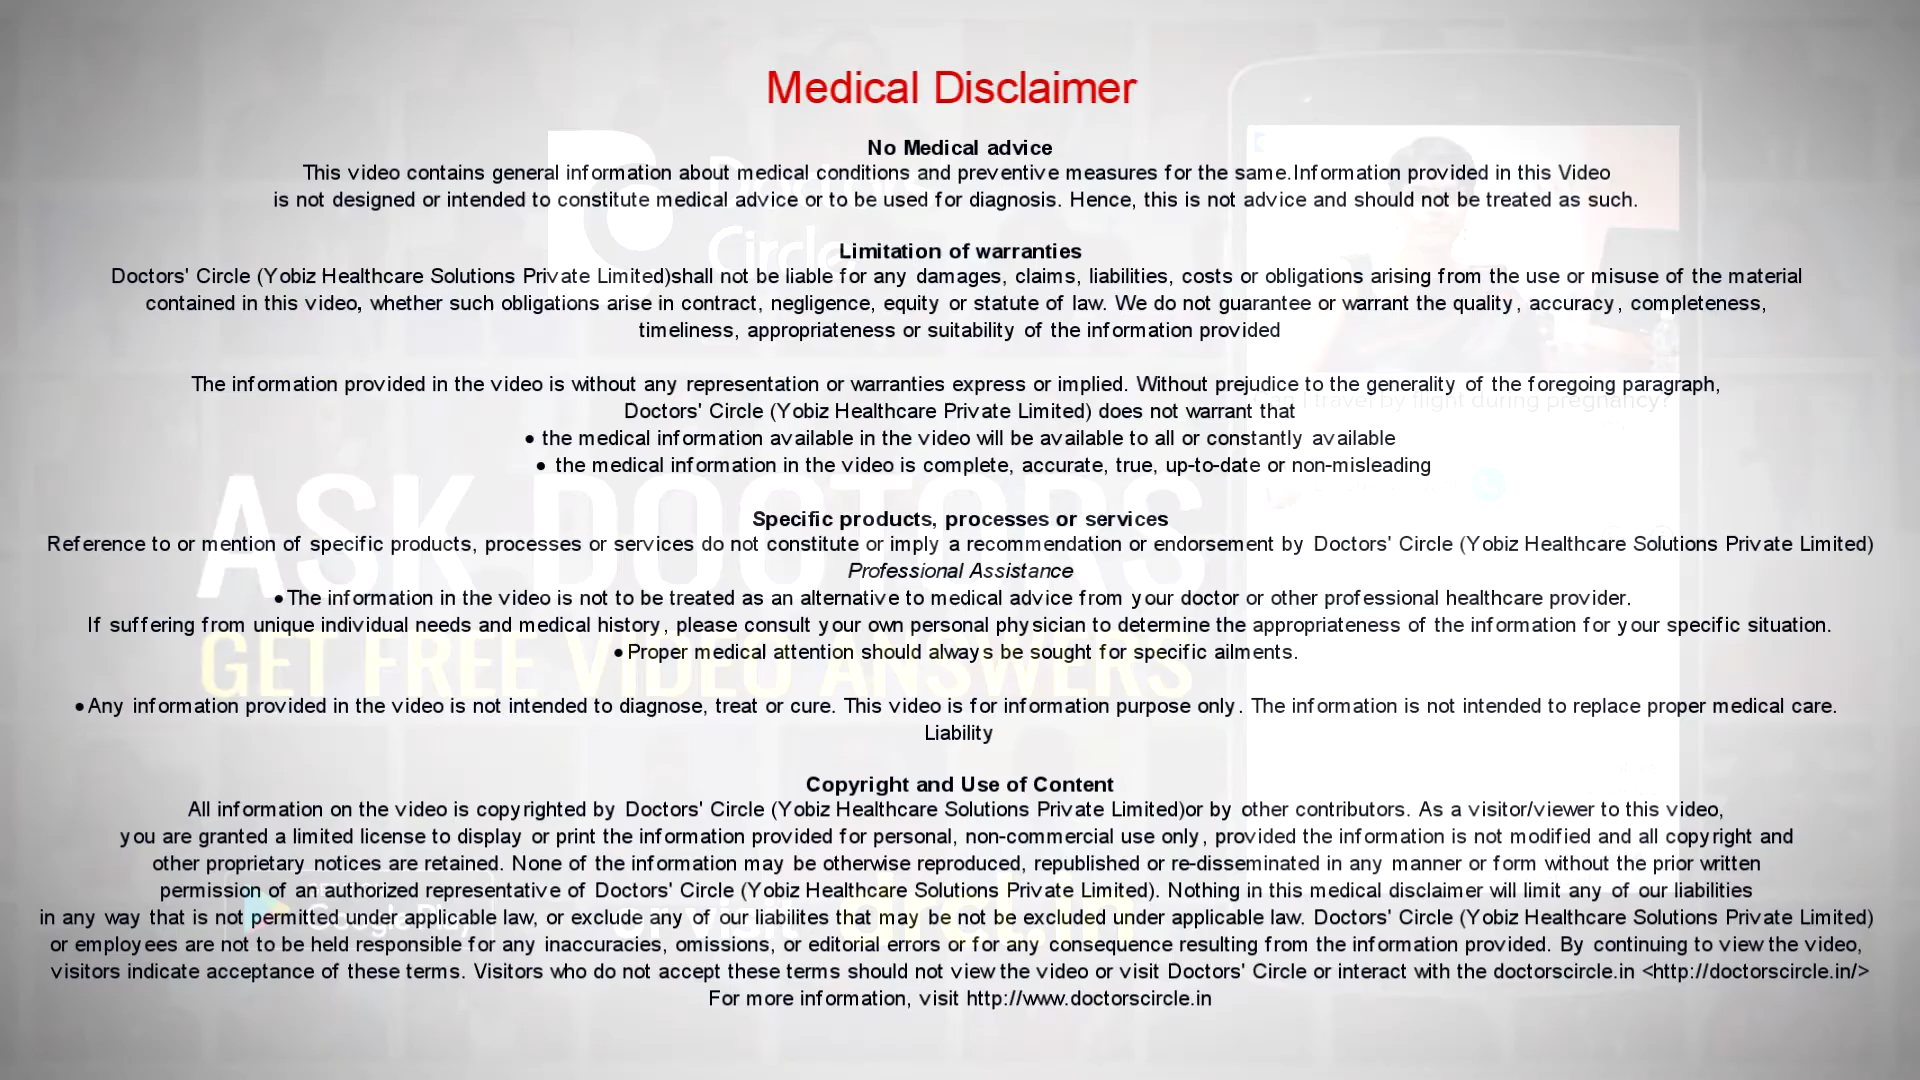 Medical Disclaimer
No Medical advice
This video contains general information about medical conditions and preventive measures for the same.Information provided in this Video
is not designed or intended to constitute medical advice or to be used for diagnosis. Hence, this is not advice and should not be treated as such.
Doctors'
Circle
Limitation of warranties
Doctors' Circle (Yobiz Healthcare Solutions Private Limited)shall not be liable for any damages, claims, liabilities, costs or obligations arising from the use or misuse of the material
contained in this video, whether such obligations arise in contract, negligence, equity or statute of law. We do not guarantee or warrant the quality, accuracy, completeness,
timeliness, appropriateness or suitability of the information provided
The information provided in the video is without any representation or warranties express or implied. Without prejudice to the generality of the foregoing paragraph,
Can I travel by flight during pregnancy?
Doctors' Circle (Yobiz Healthcare Private Limited) does not warrant that
• the medical information available in the video will be available to all or constantly available
• the medical information in the video is complete, accurate, true, up-to-date or non-misleading
ASK DOCTORS
Specific products, processes or services
Reference to or mention of specific products, processes or services do not constitute or imply a recommendation or endorsement by Doctors' Circle (Yobiz Healthcare Solutions Private Limited)
Professional Assistance
•The information in the video is not to be treated as an alternative to medical advice from your doctor or other professional healthcare provider.
If suffering from unique individual needs and medical history, please consult your own personal physician to determine the appropriateness of the information for your specific situation.
GET FREE VIDEO ANSWERS
•Proper medical attention should always be sought for specific ailments.
•Any information provided in the video is not intended to diagnose, treat or cure. This video is for information purpose only. The information is not intended to replace proper medical care.
Liability
Copyright and Use of Content
All information on the video is copyrighted by Doctors' Circle (Yobiz Healthcare Solutions Private Limited)or by other contributors. As a visitor/viewer to this video,
you are granted a limited license to display or print the information provided for personal, non-commercial use only, provided the information is not modified and all copyright and
other proprietary notices are retained. None of the information may be otherwise reproduced, republished or re-disseminated in any manner or form without the prior written
permission of an authorized representative of Doctors' Circle (Yobiz Healthcare Solutions Private Limited). Nothing in this medical disclaimer will limit any of our liabilities
Google Play
or visit drcl.in
in any way that is not permitted under applicable law, or exclude any of our liabilites that may be not be excluded under applicable law. Doctors' Circle (Yobiz Healthcare Solutions Private Limited)
or employees are not to be held responsible for any inaccuracies, omissions, or editorial errors or for any consequence resulting from the information provided. By continuing to view the video,
visitors indicate acceptance of these terms. Visitors who do not accept these terms should not view the video or visit Doctors' Circle or interact with the doctorscircle.in <http://doctorscircle.in/>
For more information, visit http://www.doctorscircle.in